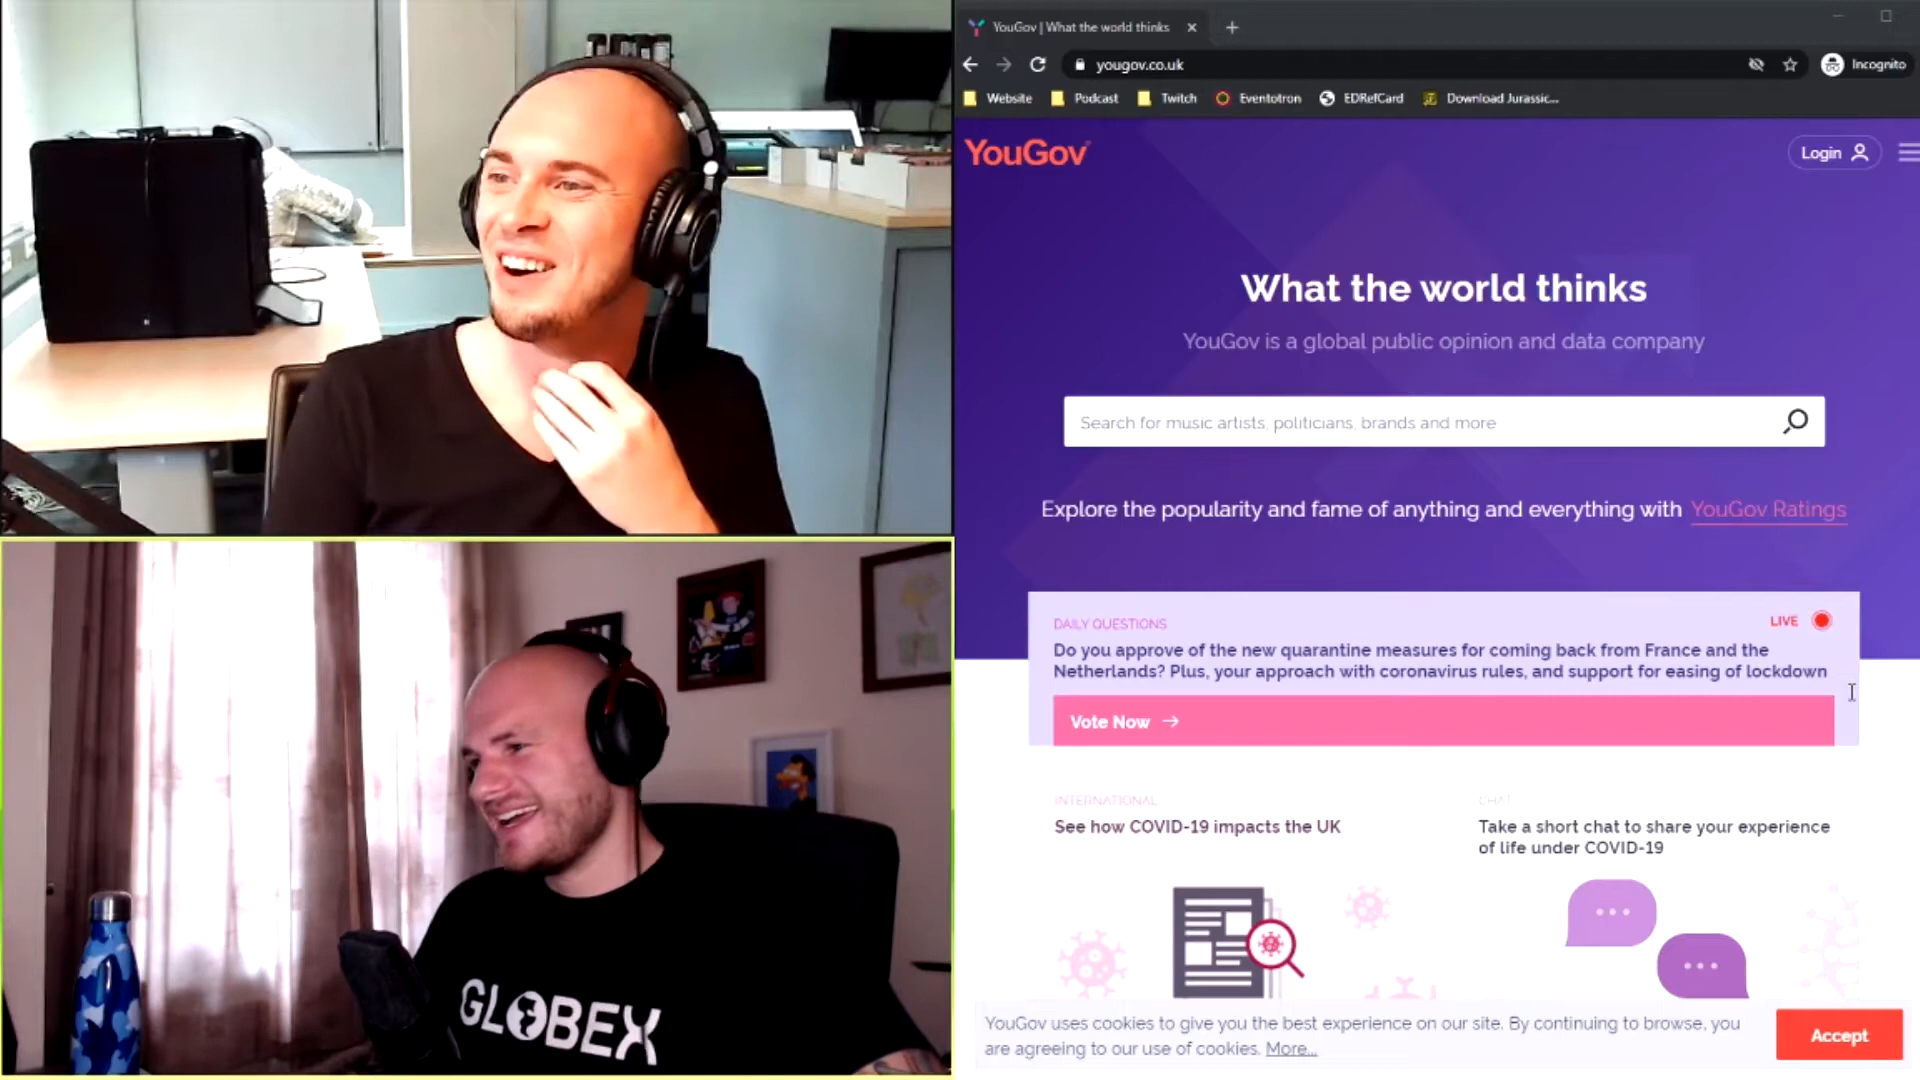 YouGov | What the world thinks
yougov.co.uk
Incognito
Website
Podcast
Twitch
Eventotron
EDRefCard
Download Jurassic...
YouGov
Login
What the world thinks
YouGov is a global public opinion and data company
Search for music artists, politicians, brands and more
Explore the popularity and fame of anything and everything with YouGov Ratings
DAILY QUESTIONS
LIVE
Do you approve of the new quarantine measures for coming back from France and the
Netherlands? Plus, your approach with coronavirus rules, and support for easing of lockdown
Vote Now
INTERNATIONAL
See how COVID-19 impacts the UK
CHAT
Take a short chat to share your experience
of life under COVID-19
YouGov uses cookies to give you the best experience on our site. By continuing to browse, you
are agreeing to our use of cookies. More...
Accept
GLOBEX